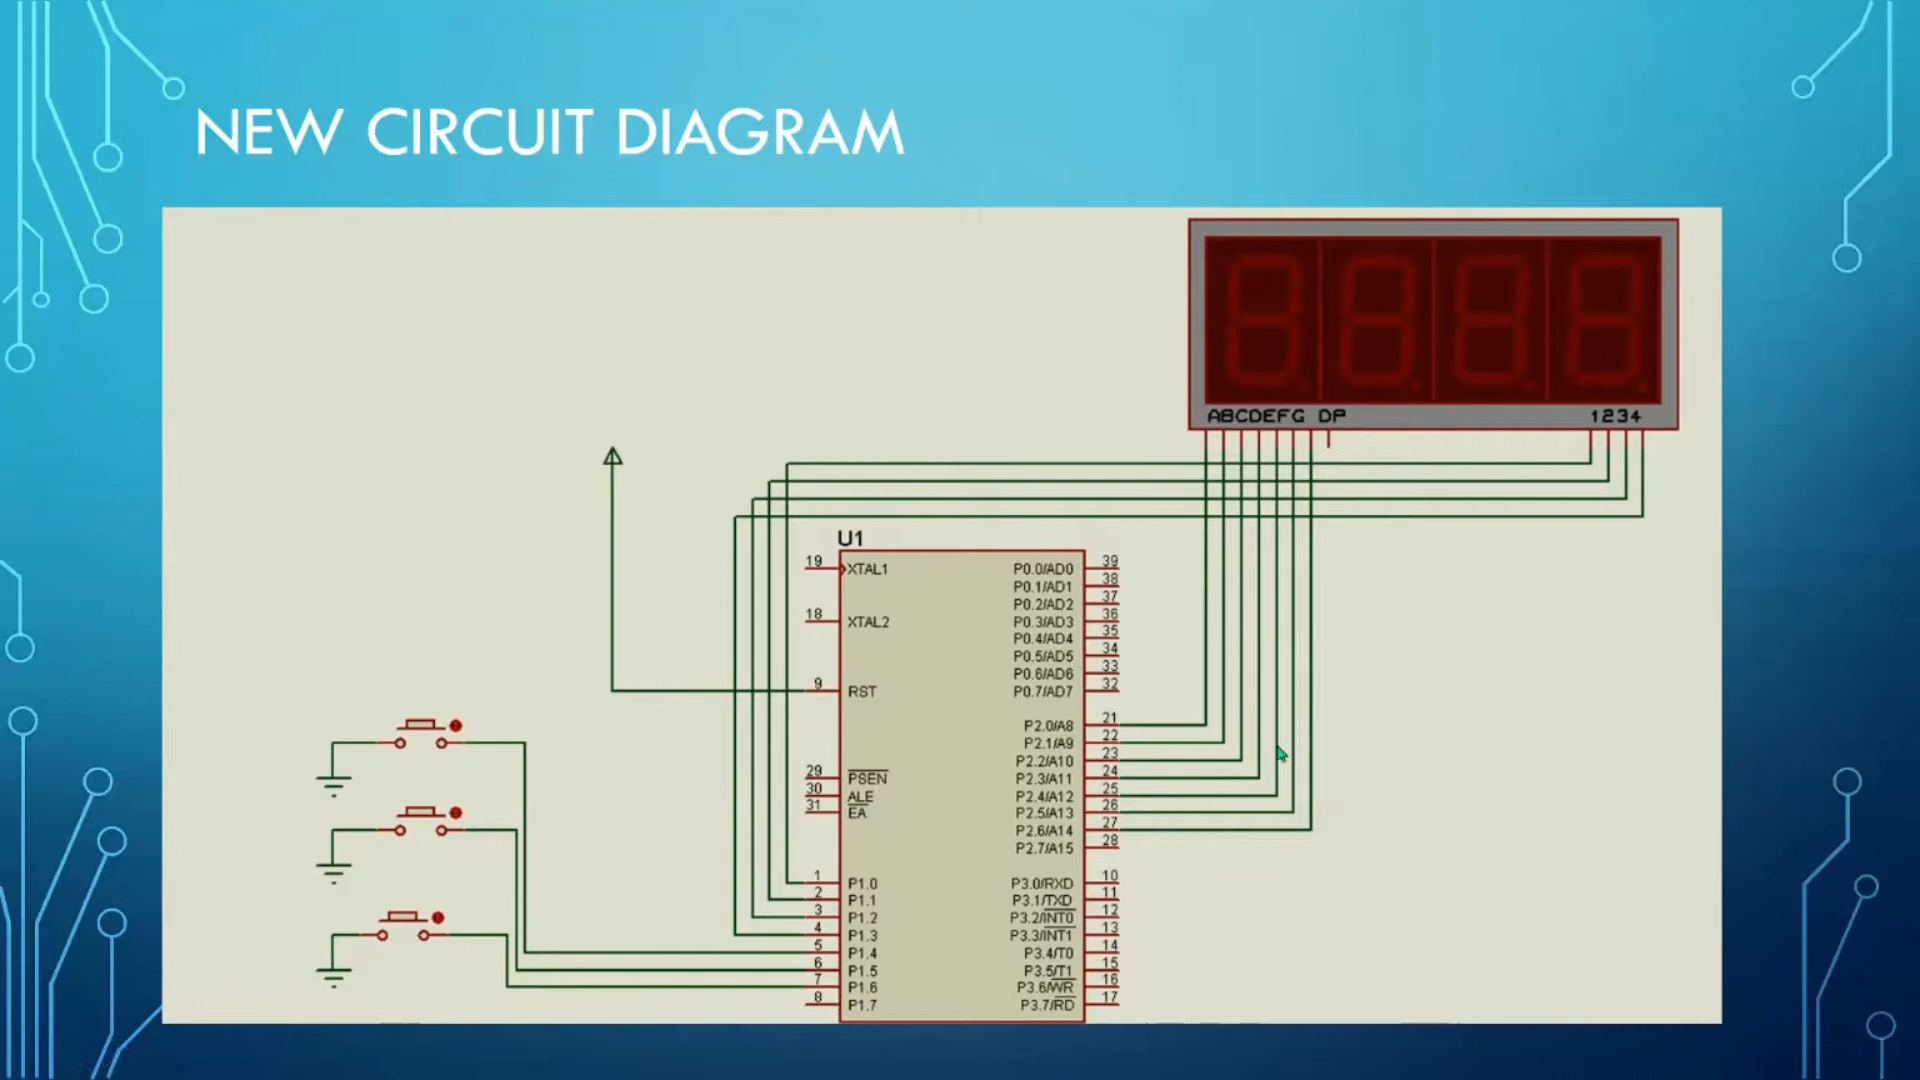 NEW CIRCUIT DIAGRAM
ABCDEFG DP
1234
U1
19
XTAL1
18
XTAL2
9
RST
29
PSEN
30
ALE
31
EA
1
P1.0
2
P1.1
3
P1.2
4
P1.3
5
P1.4
6
P1.5
7
P1.6
8
P1.7
P0.0/AD0
39
P0.1/AD1
38
P0.2/AD2
37
P0.3/AD3
36
P0.4/AD4
35
P0.5/AD5
34
P0.6/AD6
33
P0.7/AD7
32
P2.0/A8
21
P2.1/A9
22
P2.2/A10
23
P2.3/A11
24
P2.4/A12
25
P2.5/A13
26
P2.6/A14
27
P2.7/A15
28
P3.0/RXD
10
P3.1/TXD
11
P3.2/INT0
12
P3.3/INT1
13
P3.4/T0
14
P3.5/T1
15
P3.6/WR
16
P3.7/RD
17